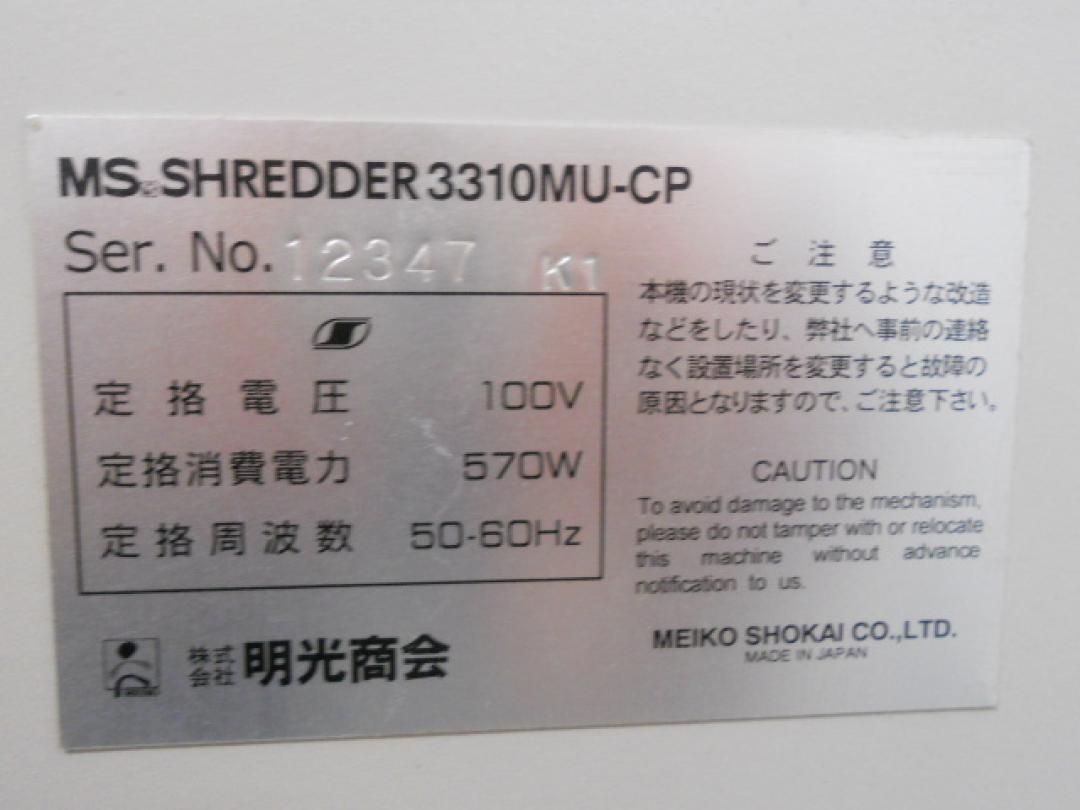 MS SHREDDER 3310MU-CP
Ser. No. 12347 K1
定格電圧 100V
定格消費電力 570W
定格周波数 50-60Hz
株式会社 明光商会
ご注意
本機の現状を変更するような改造
などをしたり、弊社へ事前の連絡
なく設置場所を変更すると故障の
原因となりますので、ご注意下さい。
CAUTION
To avoid damage to the mechanism,
please do not tamper with or relocate
this machine without advance
notification to us.
MEIKO SHOKAI CO.,LTD.
MADE IN JAPAN